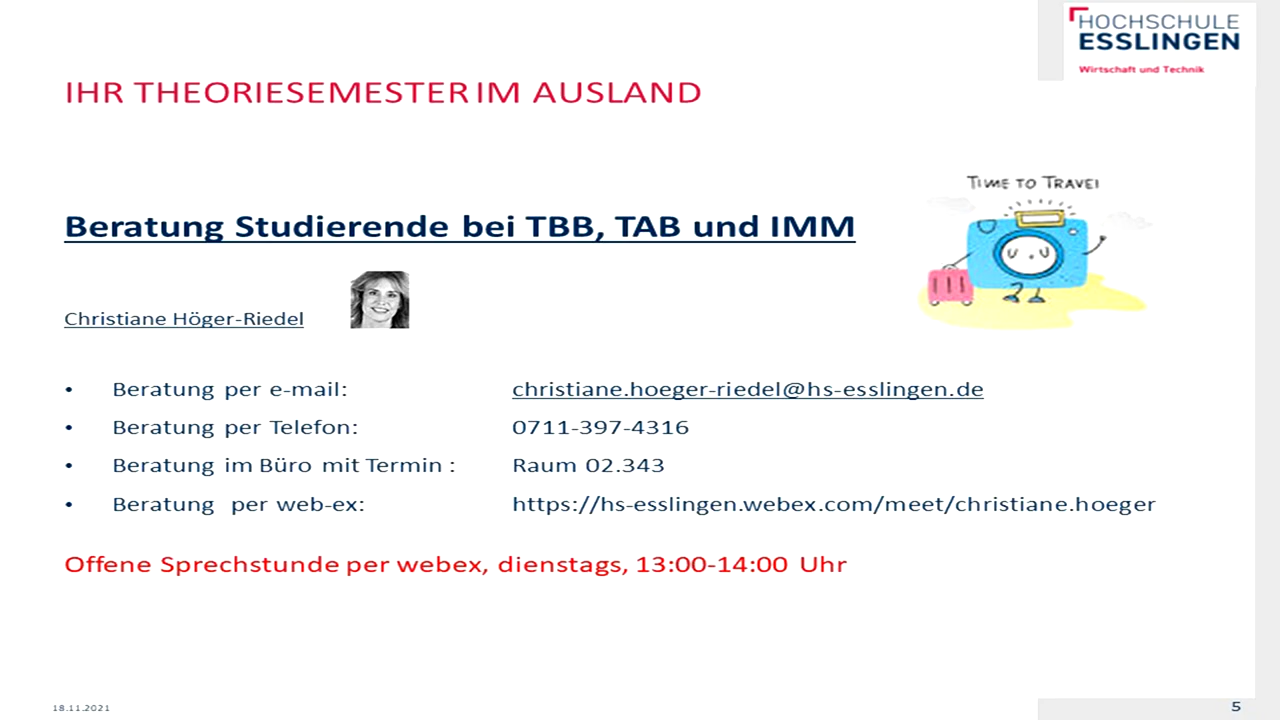 HOCHSCHULE
ESSLINGEN
Wirtschaft und Technik
IHR THEORIESEMESTER IM AUSLAND
TIME TO TRAVEL
Beratung Studierende bei TBB, TAB und IMM
Christiane Höger-Riedel
• Beratung per e-mail: christiane.hoeger-riedel@hs-esslingen.de
• Beratung per Telefon: 0711-397-4316
• Beratung im Büro mit Termin : Raum 02.343
• Beratung per web-ex: https://hs-esslingen.webex.com/meet/christiane.hoeger
Offene Sprechstunde per webex, dienstags, 13:00-14:00 Uhr
18.11.2021
5